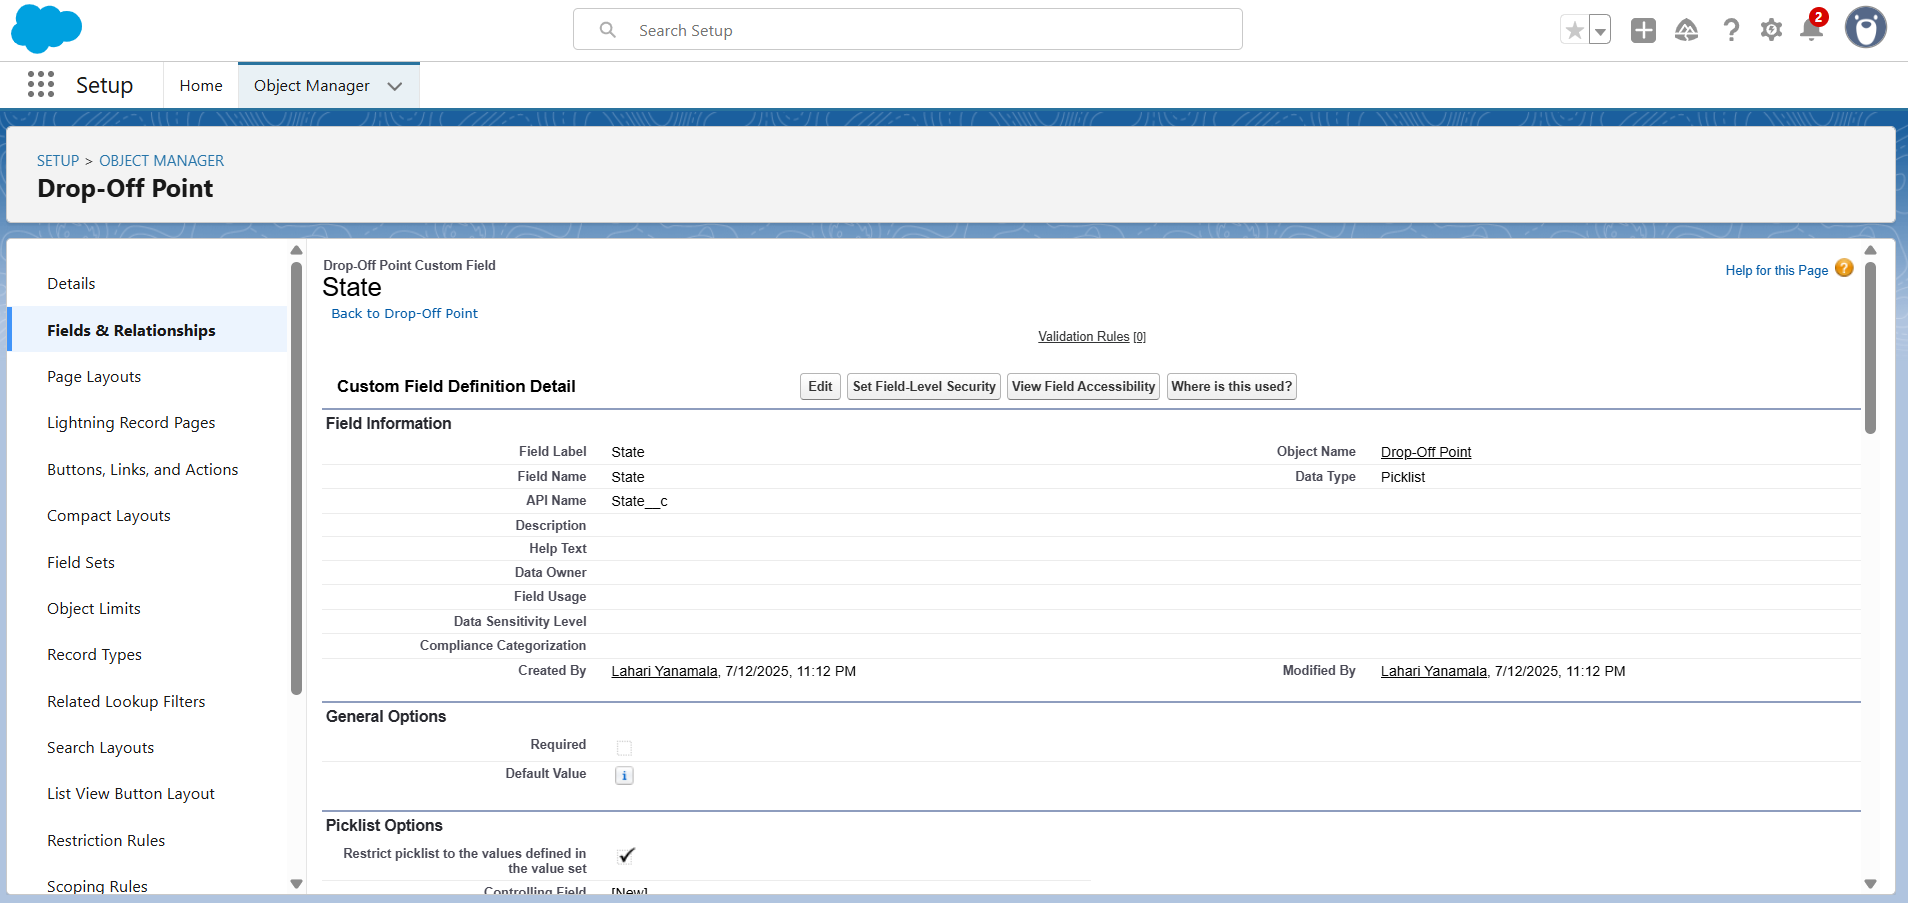 Search Setup
2
Setup
Home
Object Manager
SETUP > OBJECT MANAGER
Drop-Off Point
Details
Fields & Relationships
Page Layouts
Lightning Record Pages
Buttons, Links, and Actions
Compact Layouts
Field Sets
Object Limits
Record Types
Related Lookup Filters
Search Layouts
List View Button Layout
Restriction Rules
Scoping Rules
Drop-Off Point Custom Field
State
Back to Drop-Off Point
Help for this Page ?
Validation Rules [0]
Custom Field Definition Detail
Edit Set Field-Level Security View Field Accessibility Where is this used?
Field Information
Field Label State Object Name Drop-Off Point
Field Name State Data Type Picklist
API Name State__c
Description
Help Text
Data Owner
Field Usage
Data Sensitivity Level
Compliance Categorization
Created By Lahari Yanamala, 7/12/2025, 11:12 PM Modified By Lahari Yanamala, 7/12/2025, 11:12 PM
General Options
Required
Default Value i
Picklist Options
Restrict picklist to the values defined in
the value set
Controlling Field [New]